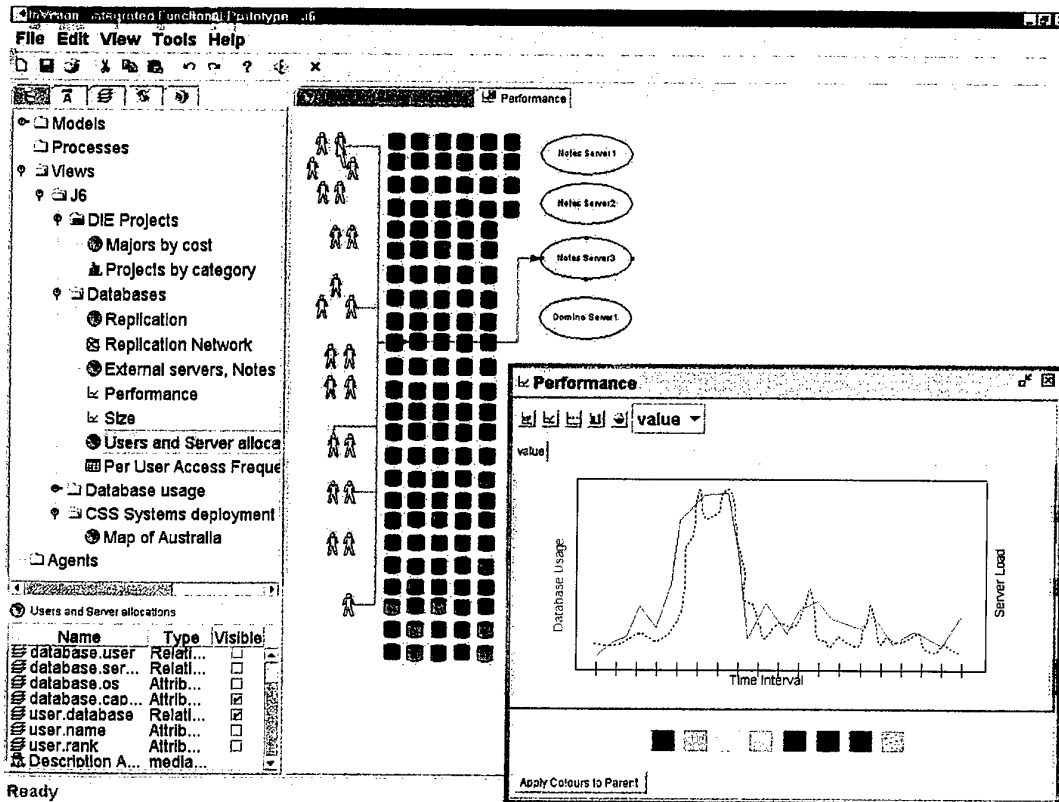 InVision Integrated Functional Prototype J6
File Edit View Tools Help
Performance
Models
Processes
Views
J6
DIE Projects
Majors by cost
Projects by category
Databases
Replication
Replication Network
External servers, Notes
Performance
Size
Users and Server alloca
Per User Access Freque
Database usage
CSS Systems deployment
Map of Australia
Agents
Users and Server allocations
Name Type Visible
database.user Relati...
database.ser... Relati...
database.os Attrib...
database.cap... Attrib...
user.database Relati...
user.name Attrib...
user.rank Attrib...
Description A... media...
Ready
Notes Server1
Notes Server2
Notes Server3
Domino Server1
Performance
value
value
Database Usage
Server Load
Time Interval
Apply Colours to Parent